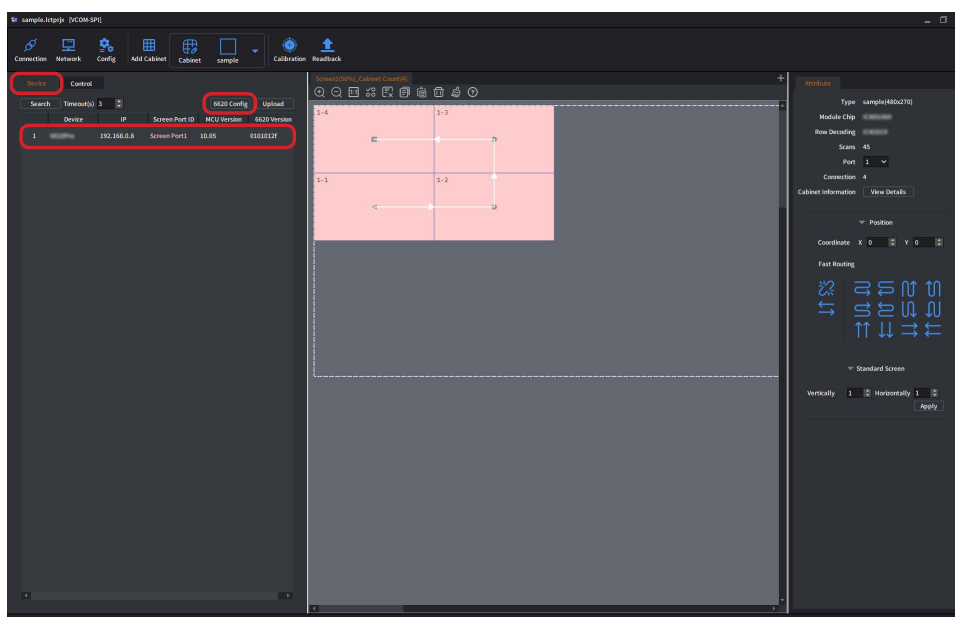 sample.lctprjx [VCOM-SPI]
Connection Network Config Add Cabinet Cabinet sample Calibration Readback
Device Control
Search Timeout(s) 3 6620 Config Upload
Device IP Screen Port ID MCU Version 6620 Version
1 192.168.0.8 Screen Port1 10.05 0101012f
Screen1(50%)_Cabinet Count(4)
1:1
1-4 1-3
1-1 1-2
Attribute
Type sample(480x270)
Module Chip
Row Decoding
Scans 45
Port 1
Connection 4
Cabinet Information View Details
Position
Coordinate X 0 Y 0
Fast Routing
Standard Screen
Vertically 1 Horizontally 1
Apply